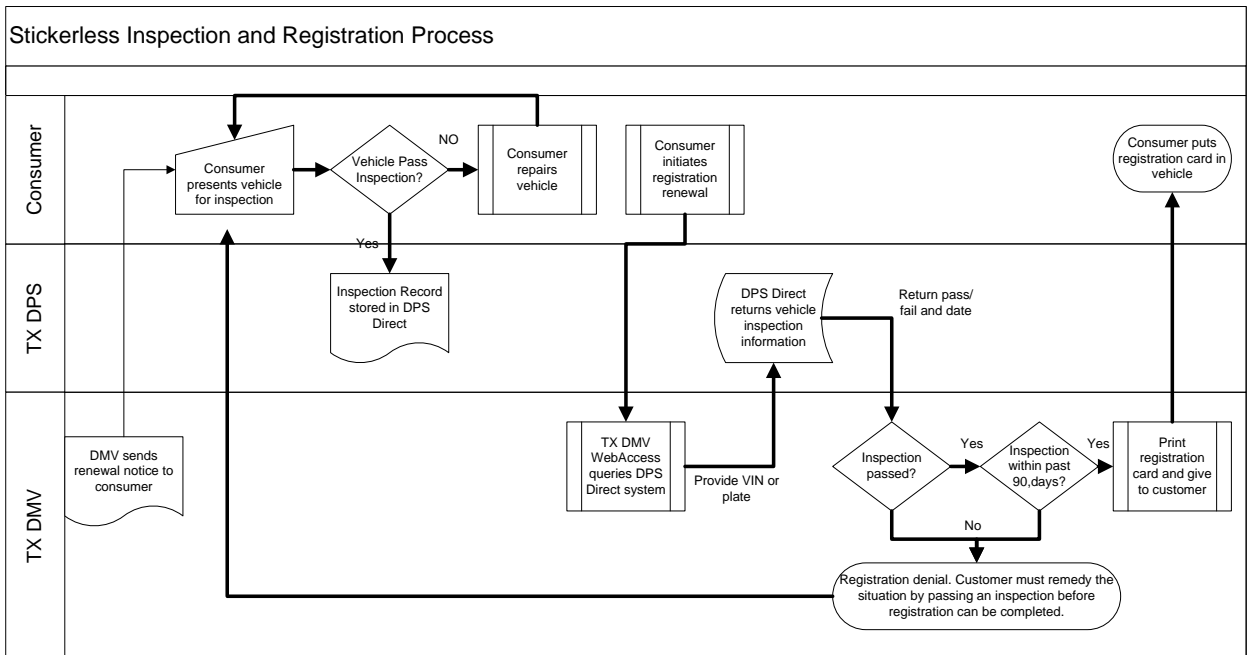 Stickerless Inspection and Registration Process
Consumer
Consumer
presents vehicle
for inspection
Vehicle Pass
Inspection?
NO
Yes
Consumer
repairs
vehicle
Consumer
initiates
registration
renewal
Consumer puts
registration card in
vehicle
TX DPS
Inspection Record
stored in DPS
Direct
DPS Direct
returns vehicle
inspection
information
Return pass/
fail and date
TX DMV
DMV sends
renewal notice to
consumer
TX DMV
WebAccess
queries DPS
Direct system
Provide VIN or
plate
Inspection
passed?
Yes
Inspection
within past
90,days?
Yes
Print
registration
card and give
to customer
No
Registration denial. Customer must remedy the
situation by passing an inspection before
registration can be completed.